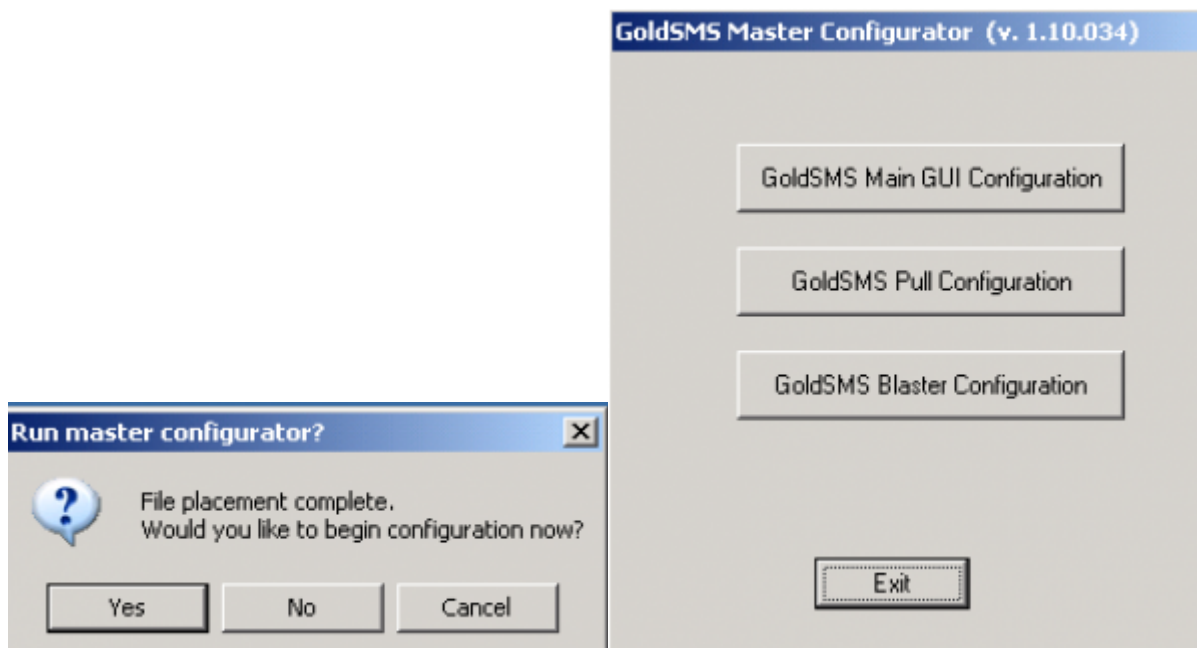 Run master configurator?
File placement complete.
Would you like to begin configuration now?
Yes
No
Cancel
GoldSMS Master Configurator (v. 1.10.034)
GoldSMS Main GUI Configuration
GoldSMS Pull Configuration
GoldSMS Blaster Configuration
Exit